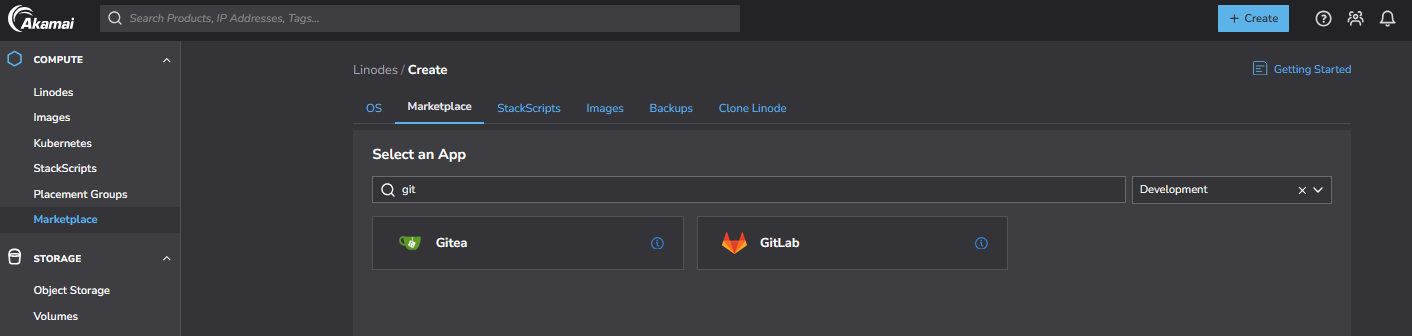 Akamai
Search Products, IP Addresses, Tags...
+ Create
COMPUTE
Linodes
Images
Kubernetes
StackScripts
Placement Groups
Marketplace
STORAGE
Object Storage
Volumes
Linodes / Create
Getting Started
OS Marketplace StackScripts Images Backups Clone Linode
Select an App
git
Development
Gitea
GitLab